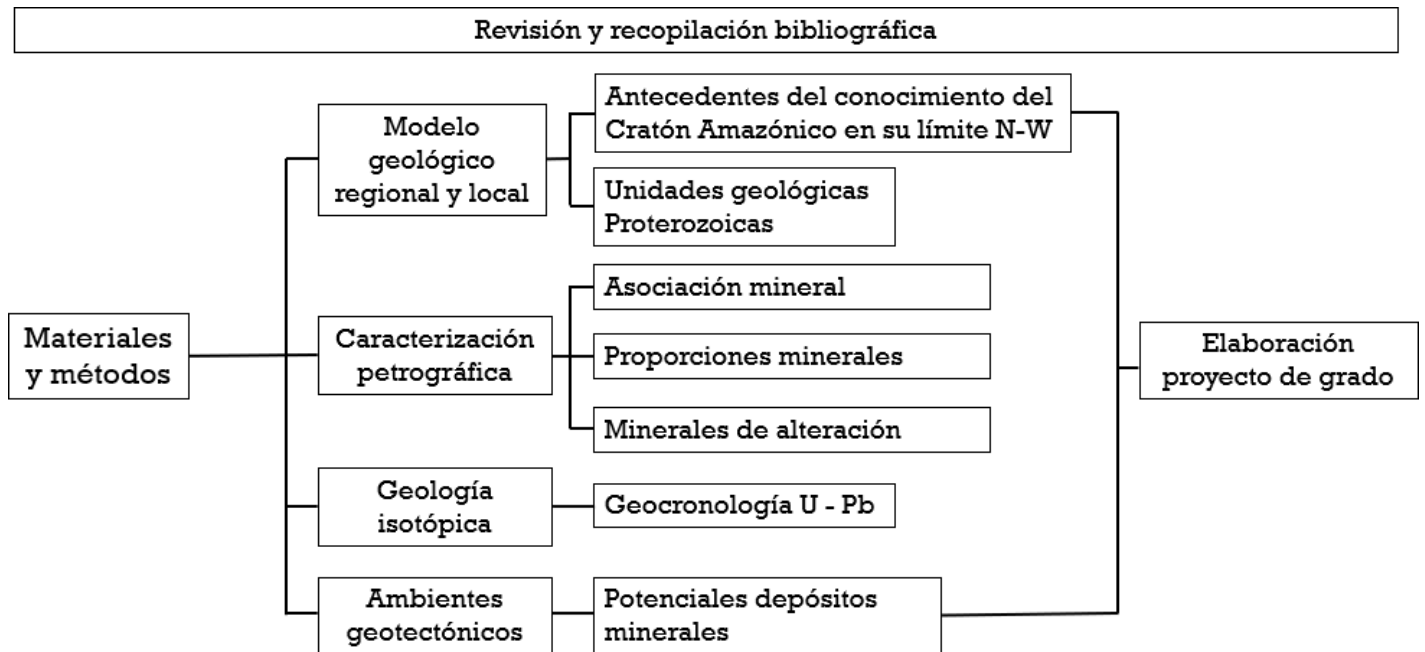 Revisión y recopilación bibliográfica
Materiales
y métodos
Modelo
geológico
regional y local
Antecedentes del conocimiento del
Cratón Amazónico en su límite N-W
Unidades geológicas
Proterozoicas
Caracterización
petrográfica
Asociación mineral
Proporciones minerales
Minerales de alteración
Geología
isotópica
Geocronología U - Pb
Ambientes
geotectónicos
Potenciales depósitos
minerales
Elaboración
proyecto de grado